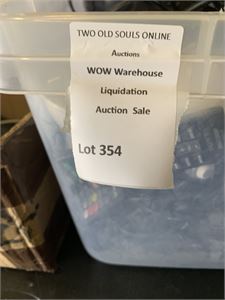 TWO OLD SOULS ONLINE
Auctions
WOW Warehouse
Liquidation
Auction Sale
Lot 354